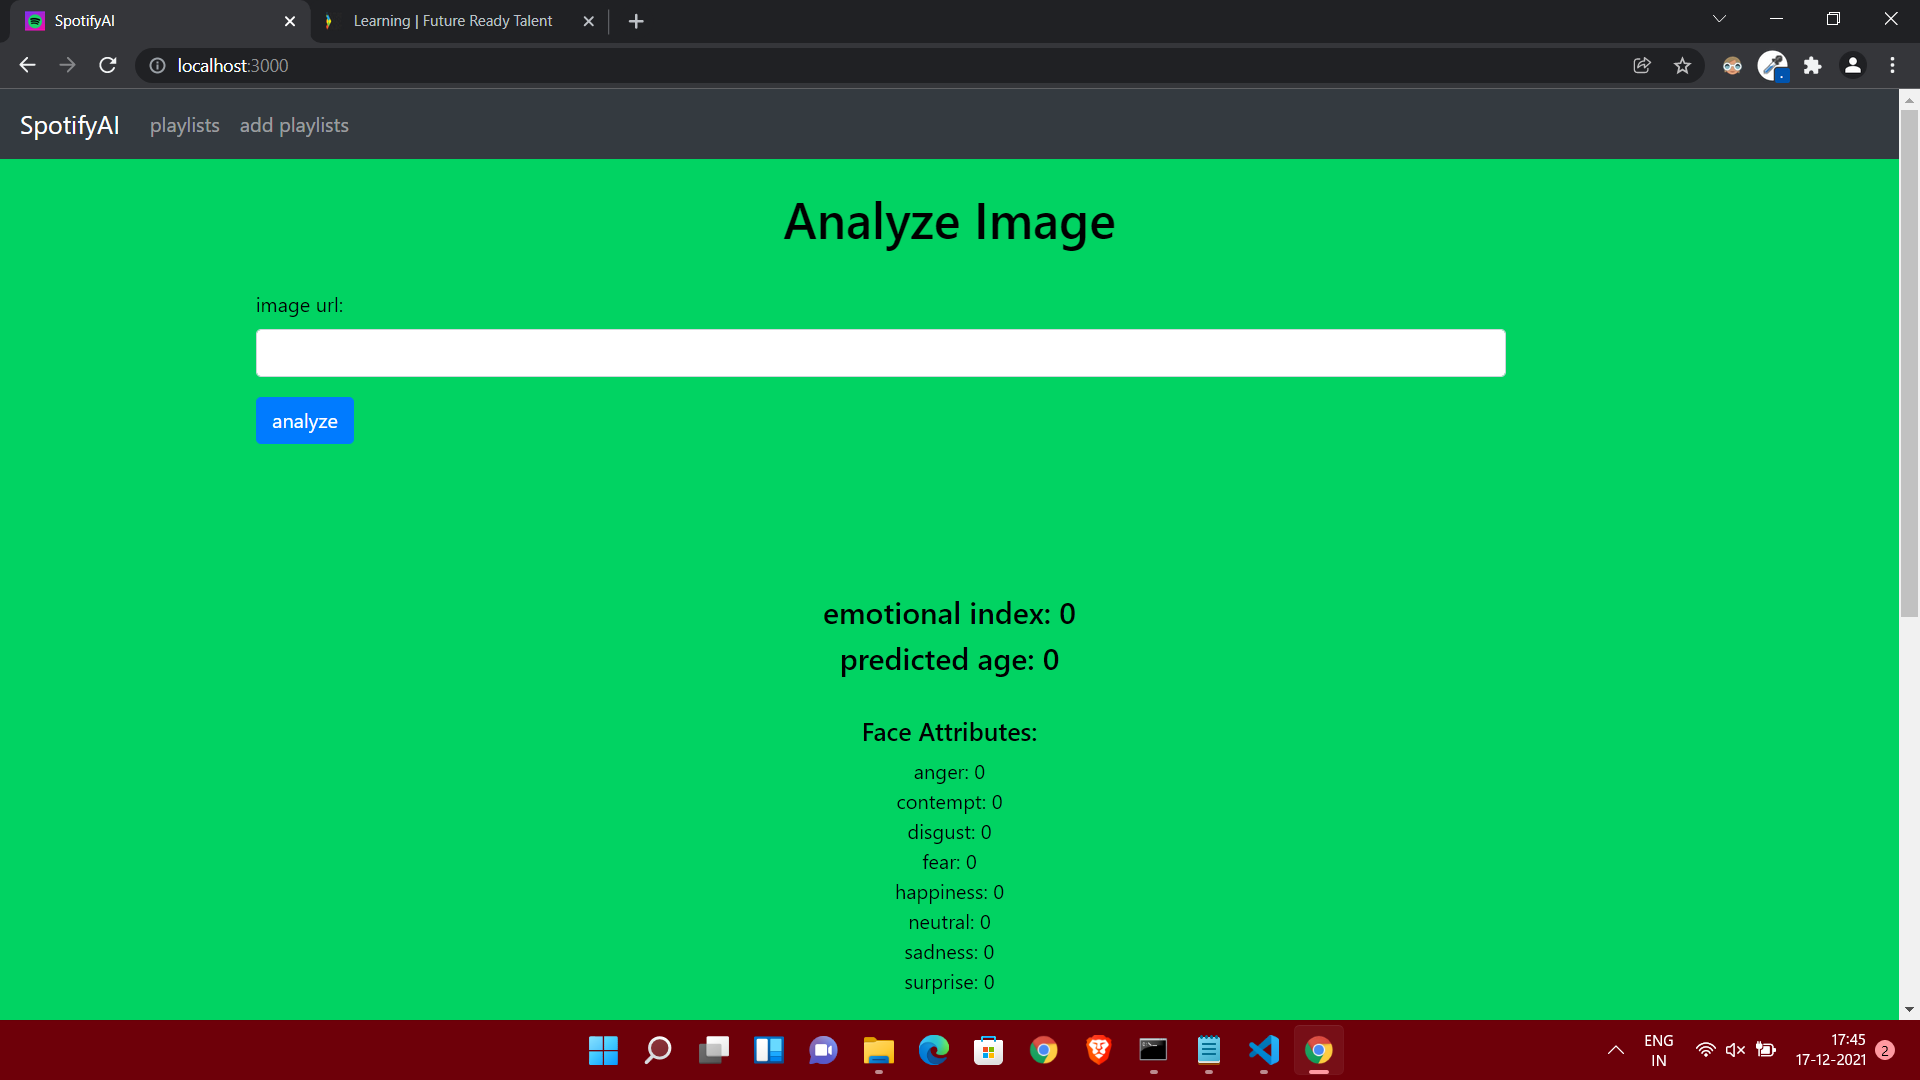 SpotifyAI
Learning | Future Ready Talent
localhost:3000
SpotifyAI playlists add playlists
Analyze Image
image url:
analyze
emotional index: 0
predicted age: 0
Face Attributes:
anger: 0
contempt: 0
disgust: 0
fear: 0
happiness: 0
neutral: 0
sadness: 0
surprise: 0
ENG
IN
17:45
17-12-2021
2